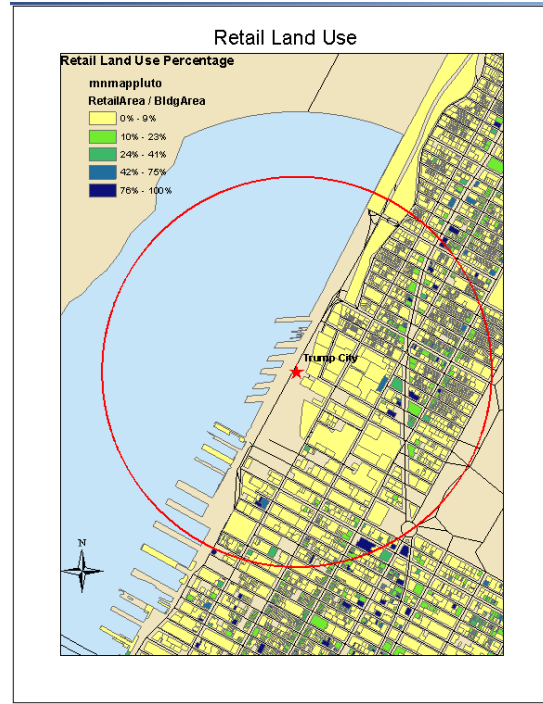 Retail Land Use
Retail Land Use Percentage
mnmappluto
RetailArea / BldgArea
0% - 9%
10% - 23%
24% - 41%
42% - 75%
76% - 100%
Trump City
N